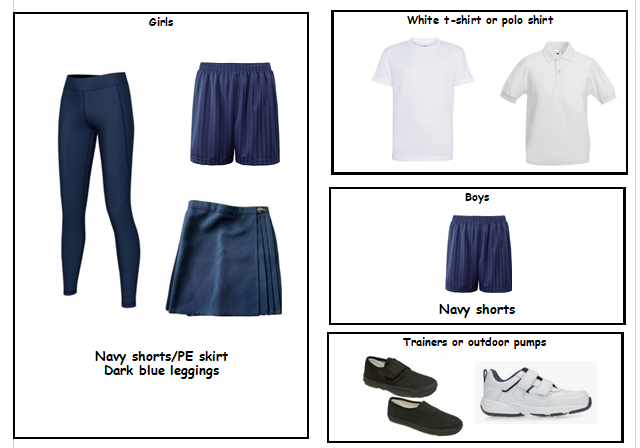 Girls
Navy shorts/PE skirt
Dark blue leggings
White t-shirt or polo shirt
Boys
Navy shorts
Trainers or outdoor pumps